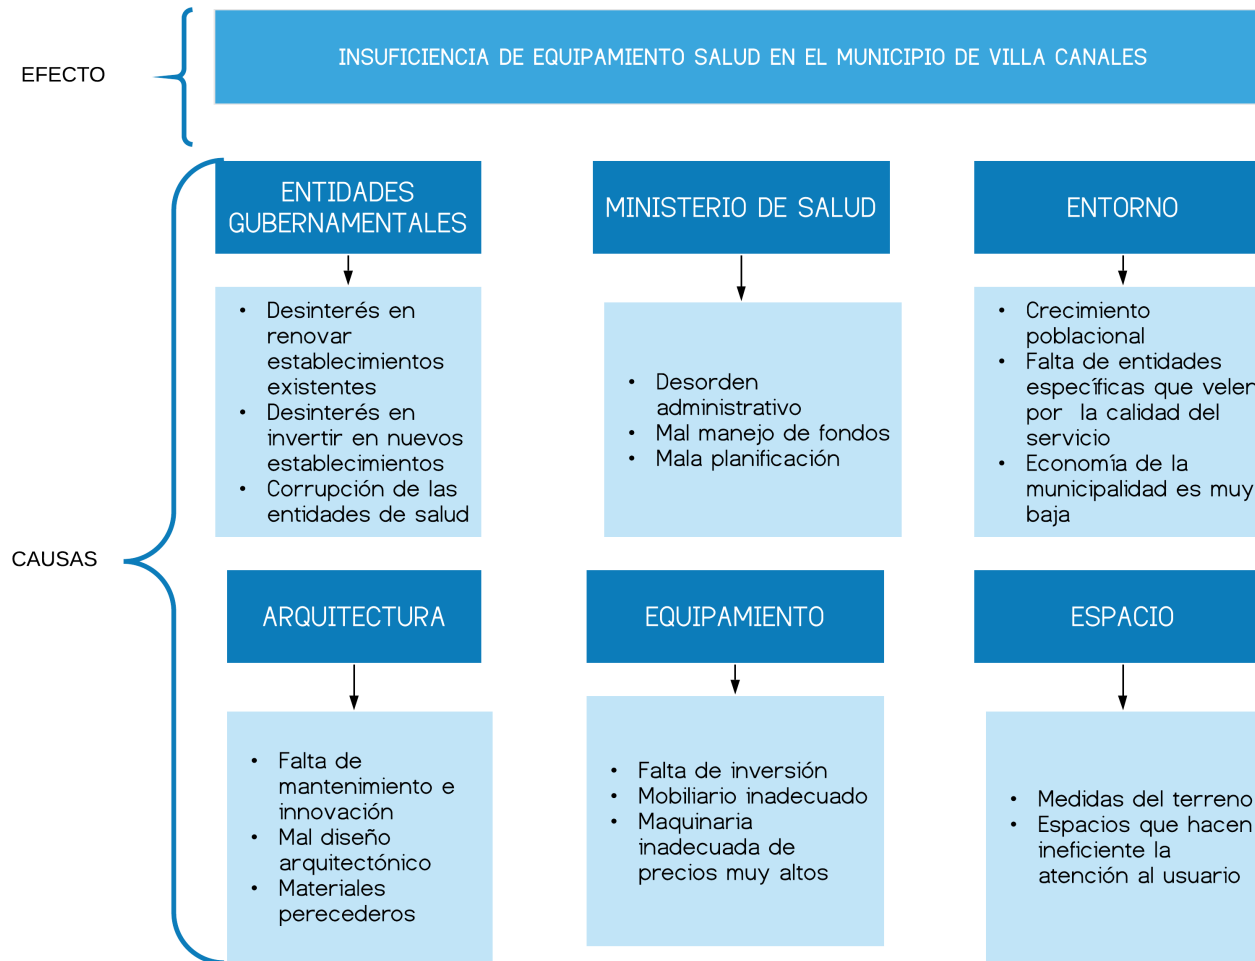 EFECTO
INSUFICIENCIA DE EQUIPAMIENTO SALUD EN EL MUNICIPIO DE VILLA CANALES
CAUSAS
ENTIDADES
GUBERNAMENTALES
• Desinterés en
renovar
establecimientos
existentes
• Desinterés en
invertir en nuevos
establecimientos
• Corrupción de las
entidades de salud
MINISTERIO DE SALUD
• Desorden
administrativo
• Mal manejo de fondos
• Mala planificación
ENTORNO
• Crecimiento
poblacional
• Falta de entidades
específicas que velen
por la calidad del
servicio
• Economía de la
municipalidad es muy
baja
ARQUITECTURA
• Falta de
mantenimiento e
innovación
• Mal diseño
arquitectónico
• Materiales
perecederos
EQUIPAMIENTO
• Falta de inversión
• Mobiliario inadecuado
• Maquinaria
inadecuada de
precios muy altos
ESPACIO
• Medidas del terreno
• Espacios que hacen
ineficiente la
atención al usuario